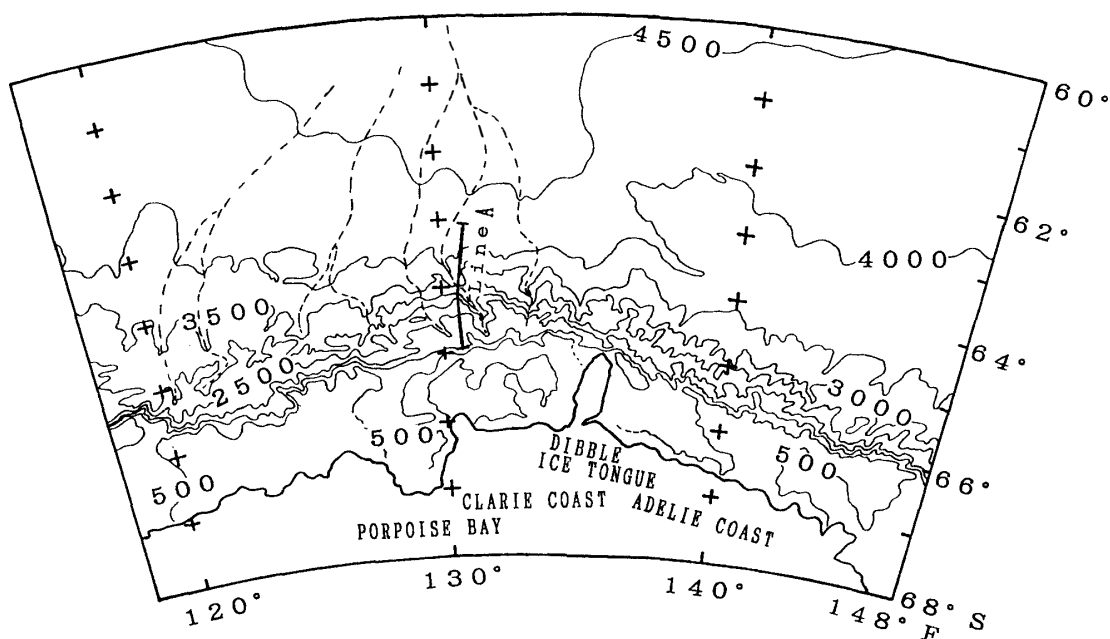 4500
60°
Line A
62°
4000
3500
64°
2500
3000
500
500
500
66°
DIBBLE
ICE TONGUE
CLARIE COAST
ADELIE COAST
PORPOISE BAY
120°
130°
140°
148° E
68° S